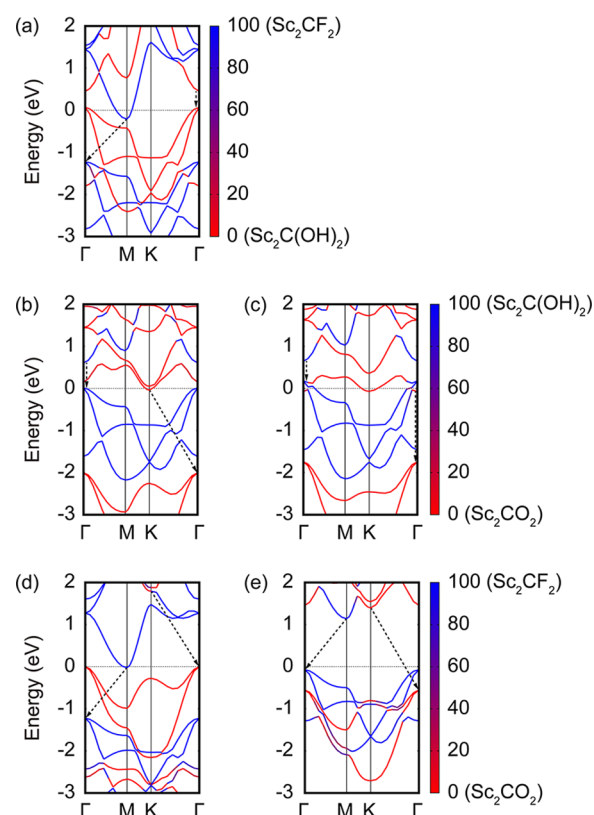 (a)
2
1
0
-1
-2
-3
Energy (eV)
Γ M K Γ
100 (Sc₂CF₂)
80
60
40
20
0 (Sc₂C(OH)₂)
(b)
2
1
0
-1
-2
-3
Energy (eV)
Γ M K Γ
(c)
2
1
0
-1
-2
-3
Γ M K Γ
100 (Sc₂C(OH)₂)
80
60
40
20
0 (Sc₂CO₂)
(d)
2
1
0
-1
-2
-3
Energy (eV)
Γ M K Γ
(e)
2
1
0
-1
-2
-3
Γ M K Γ
100 (Sc₂CF₂)
80
60
40
20
0 (Sc₂CO₂)